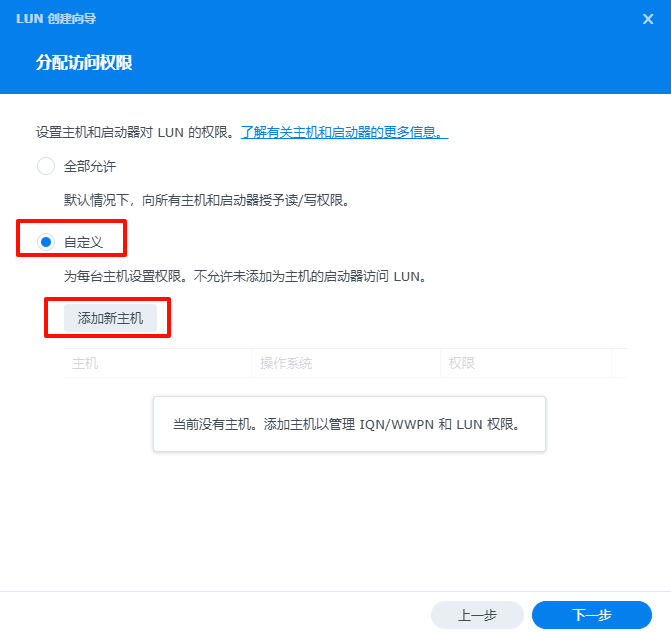 LUN 创建向导
分配访问权限
设置主机和启动器对 LUN 的权限。了解有关主机和启动器的更多信息。
全部允许
默认情况下，向所有主机和启动器授予读/写权限。
自定义
为每台主机设置权限。不允许未添加为主机的启动器访问 LUN。
添加新主机
主机 操作系统 权限
当前没有主机。添加主机以管理 IQN/WWPN 和 LUN 权限。
上一步 下一步